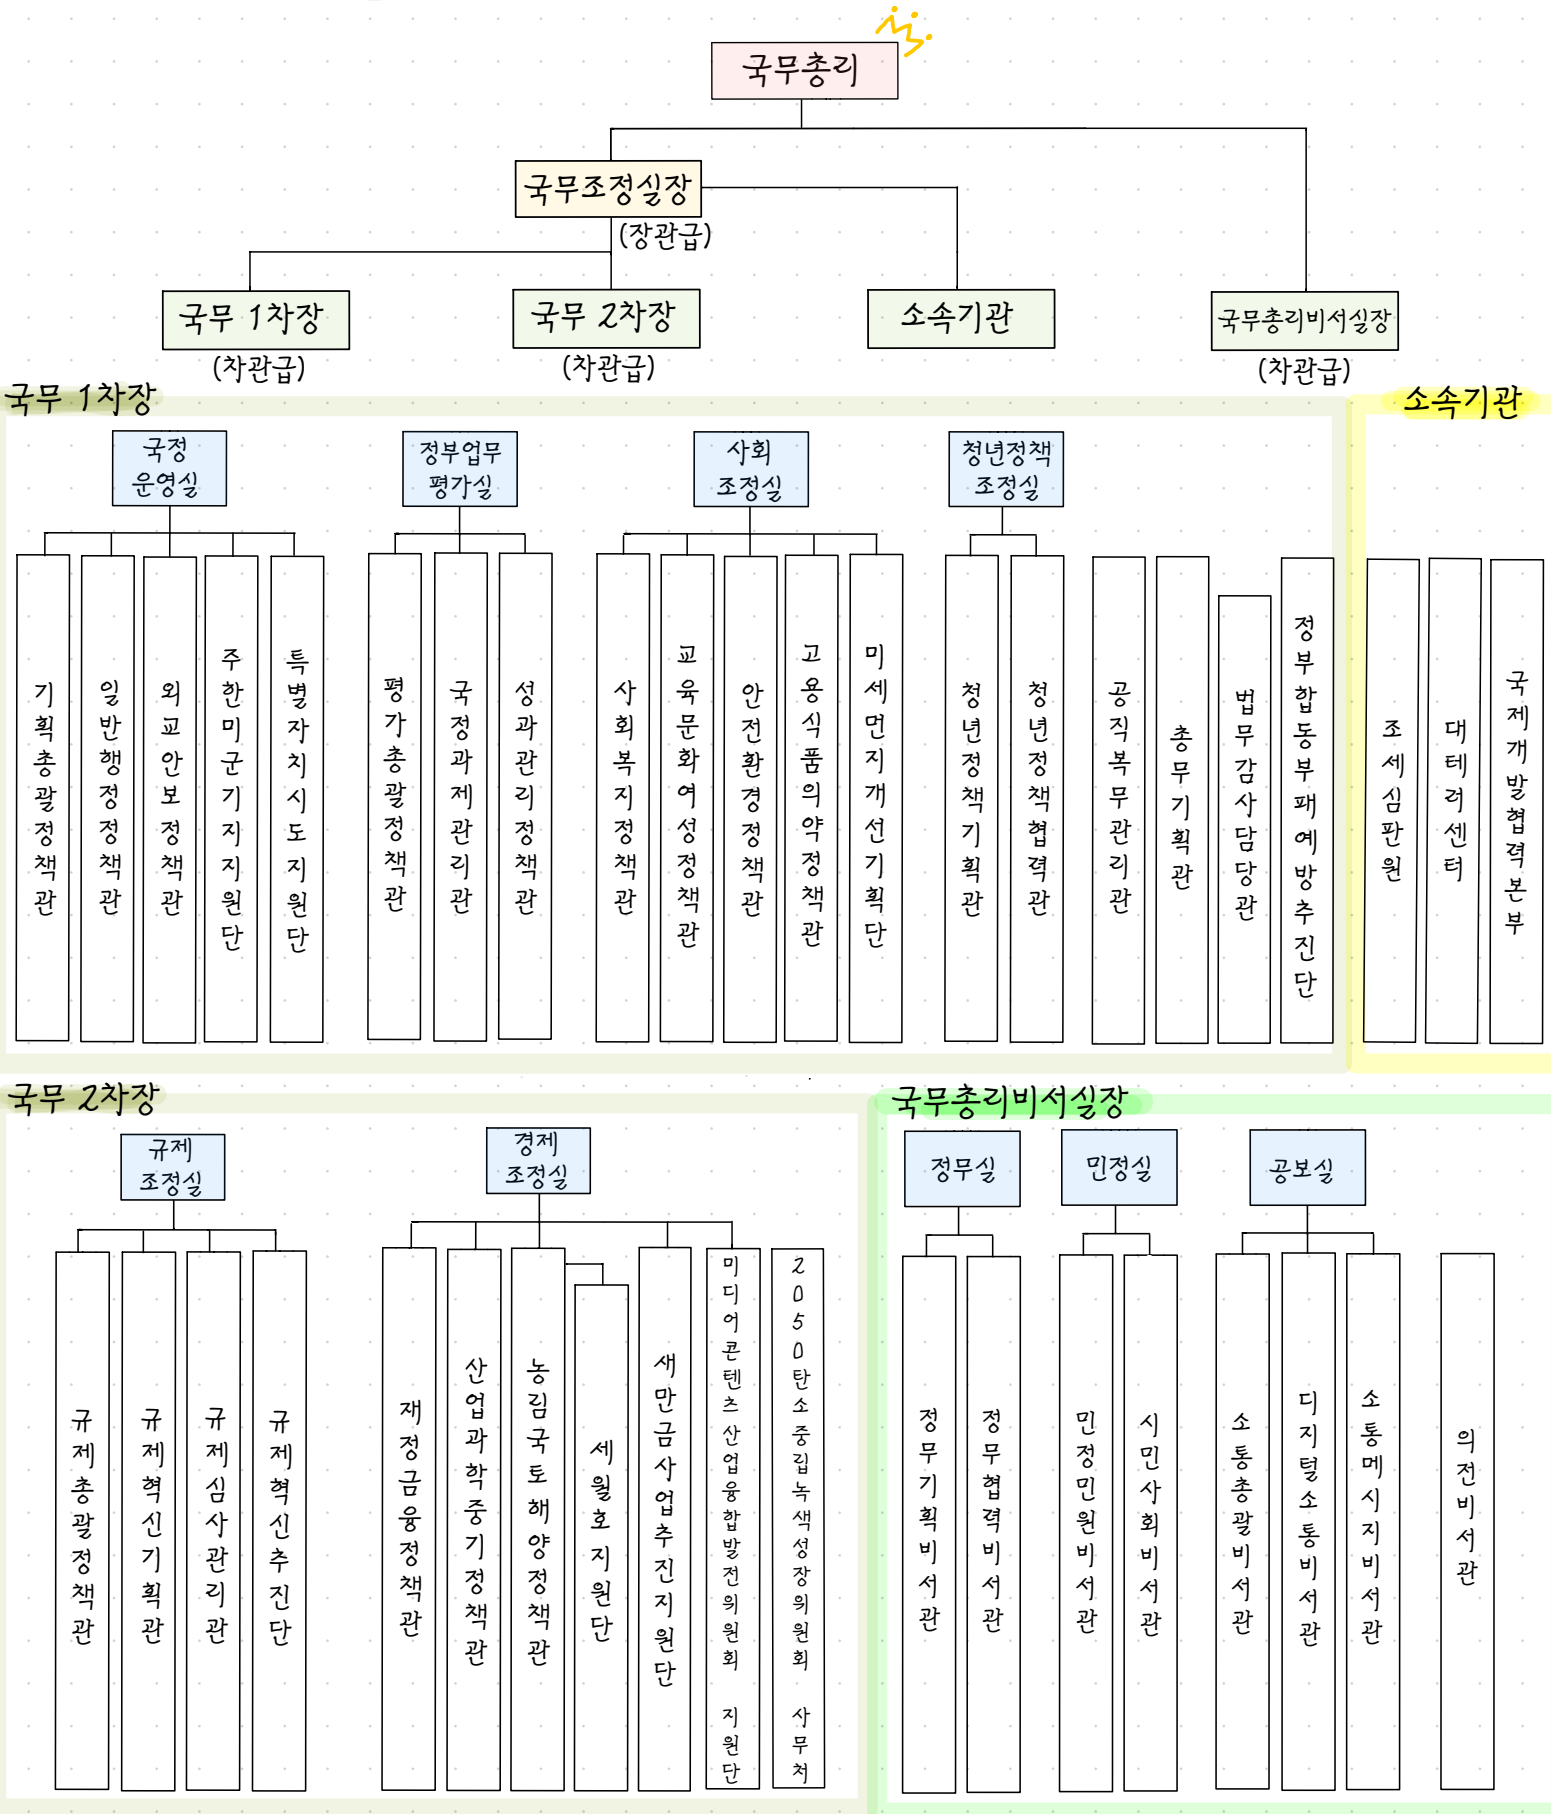 국무총리
국무조정실장
(장관급)
국무 1차장
(차관급)
국무 2차장
(차관급)
소속기관
국무총리비서실장
(차관급)
국무 1차장
국정
운영실
기획총괄정책관
일반행정정책관
외교안보정책관
주한미군기지지원단
특별자치시도지원단
정부업무
평가실
평가총괄정책관
국정과제관리관
성과관리정책관
사회
조정실
사회복지정책관
교육문화여성정책관
안전환경정책관
고용식품의약정책관
미세먼지개선기획단
청년정책
조정실
청년정책기획관
청년정책협력관
공직복무관리관
총무기획관
법무감사담당관
정부합동부패예방추진단
소속기관
조세심판원
대테러센터
국제개발협력본부
국무 2차장
규제
조정실
규제총괄정책관
규제혁신기획관
규제심사관리관
규제혁신추진단
경제
조정실
재정금융정책관
산업과학중기정책관
농림국토해양정책관
세월호지원단
새만금사업추진지원단
미디어콘텐츠산업융합발전위원회 지원단
2050탄소중립녹색성장위원회 사무처
국무총리비서실장
정무실
정무기획비서관
정무협력비서관
민정실
민정민원비서관
시민사회비서관
공보실
소통총괄비서관
디지털소통비서관
소통메시지비서관
의전비서관